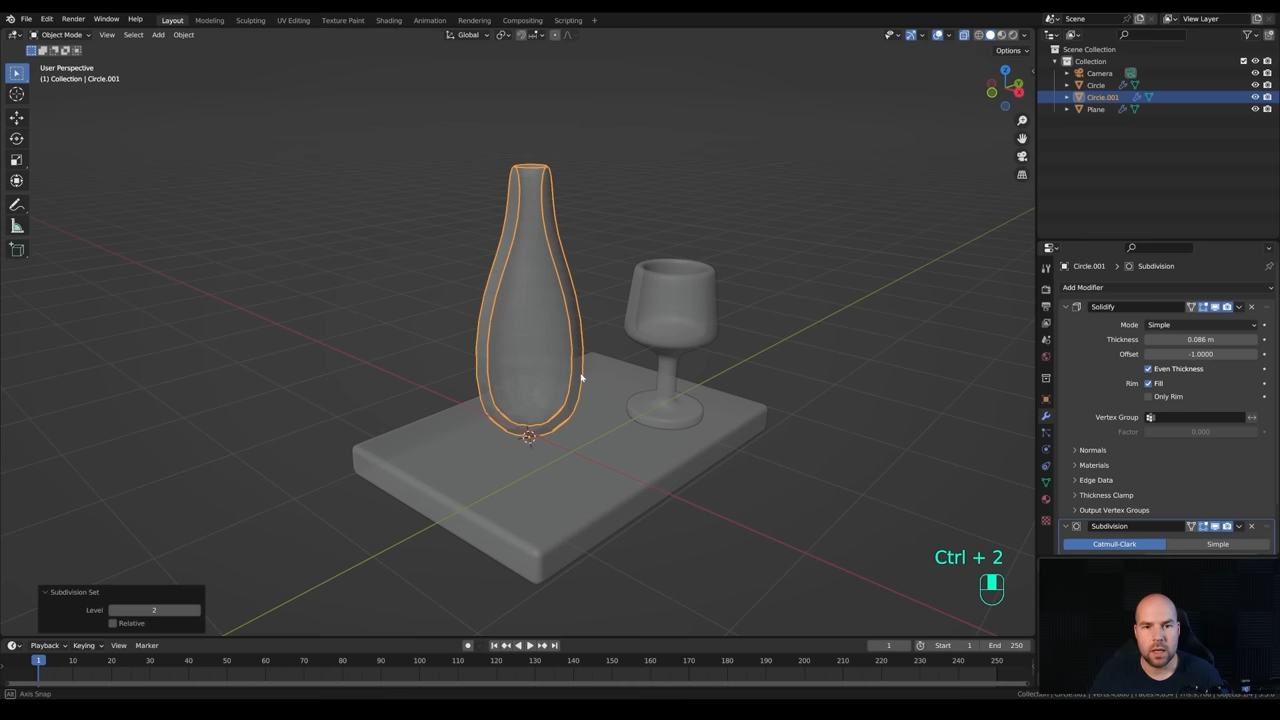 File Edit Render Window Help Layout Modeling Sculpting UV Editing Texture Paint Shading Animation Rendering Compositing Scripting +
Scene View Layer
Object Mode View Select Add Object Global
Options
User Perspective
(1) Collection | Circle.001
Z
Y
X
Scene Collection
Collection
Camera
Circle
Circle.001
Plane
Circle.001 > Subdivision
Add Modifier
Solidify
Mode Simple
Thickness 0.086 m
Offset -1.0000
Even Thickness
Rim Fill
Only Rim
Vertex Group
Factor 0.000
Normals
Materials
Edge Data
Thickness Clamp
Output Vertex Groups
Subdivision
Catmull-Clark Simple
Ctrl + 2
Subdivision Set
Level 2
Relative
Playback Keying View Marker 1 Start 1 End 250
1 10 20 30 40 50 60 70 80 90 100 110 120 130 140 150 160 170 180 190 200 210 220 230 240 250
Alt Axis Snap